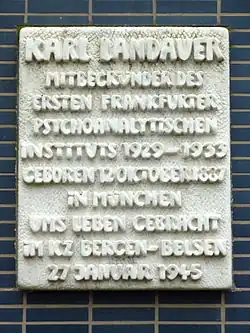 KARL LANDAUER
MITBEGRÜNDER DES
ERSTEN FRANKFURTER
PSYCHOANALYTISCHEN
INSTITUTS 1929-1933
GEBOREN 12 OKTOBER 1887
IN MÜNCHEN
UMS LEBEN GEBRACHT
IM KZ BERGEN-BELSEN
27 JANUAR 1945